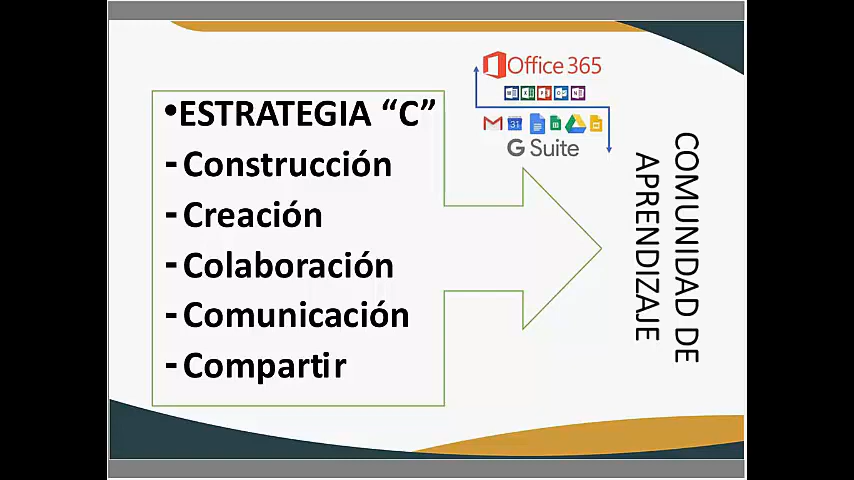 •ESTRATEGIA “C”
- Construcción
- Creación
- Colaboración
- Comunicación
- Compartir
Office 365
G Suite
COMUNIDAD DE
APRENDIZAJE